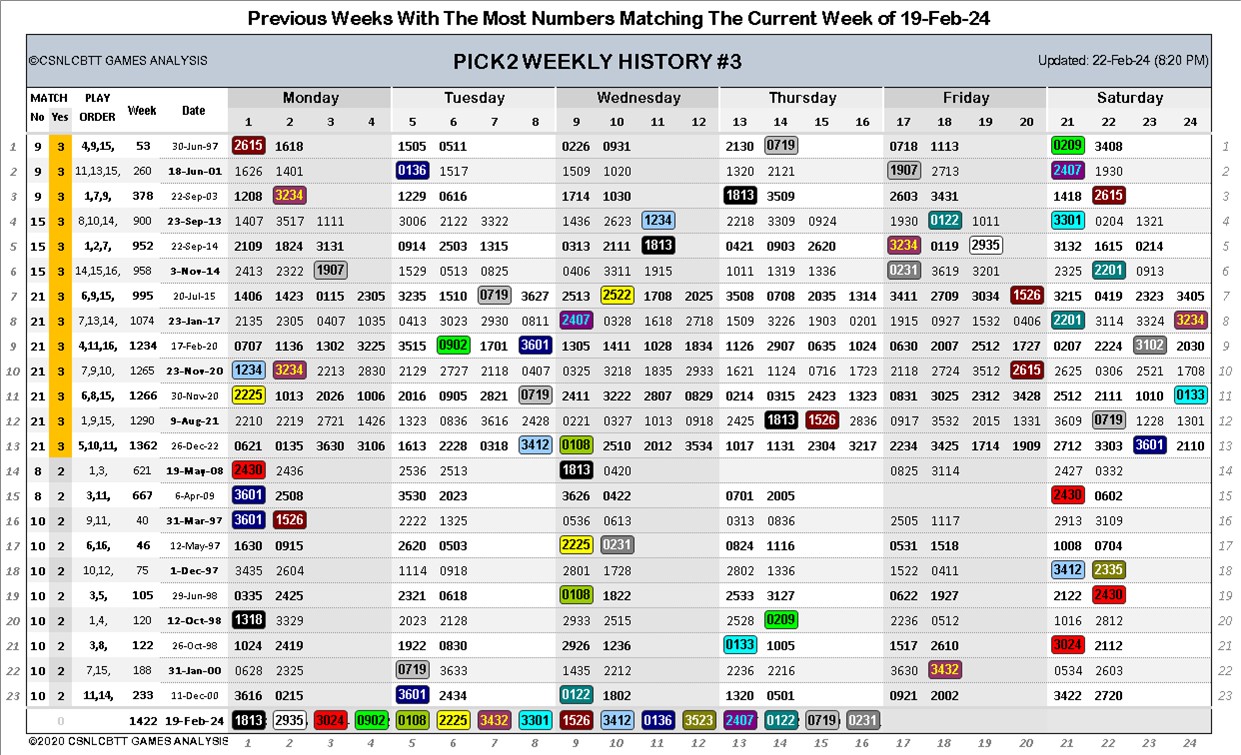 Previous Weeks With The Most Numbers Matching The Current Week of 19-Feb-24
©CSNLCBTT GAMES ANALYSIS PICK2 WEEKLY HISTORY #3 Updated: 22-Feb-24 (8:20 PM)
MATCH PLAY Week Date Monday Tuesday Wednesday Thursday Friday Saturday
No Yes ORDER 1 2 3 4 5 6 7 8 9 10 11 12 13 14 15 16 17 18 19 20 21 22 23 24
1 9 3 4,9,15, 53 30-Jun-97 2615 1618 1505 0511 0226 0931 2130 0719 0718 1113 0209 3408 1
2 9 3 11,13,15, 260 18-Jun-01 1626 1401 0136 1517 1509 1020 1320 2121 1907 2713 2407 1930 2
3 9 3 1,7,9, 378 22-Sep-03 1208 3234 1229 0616 1714 1030 1813 3509 2603 3431 1418 2615 3
4 15 3 8,10,14, 900 23-Sep-13 1407 3517 1111 3006 2122 7322 1436 2623 1234 2218 3309 0924 1930 0122 1011 3301 0204 1321 4
5 15 3 1,2,7, 952 22-Sep-14 2109 1824 3131 0914 2503 1315 0313 2111 1813 0421 0903 2620 3234 0119 2935 3132 1615 0214 5
6 15 3 14,15,16, 958 3-Nov-14 2413 2322 1907 1529 0513 0825 0406 3311 1915 1011 1319 1336 0231 3619 3201 2325 2201 0913 6
7 21 3 6,9,15, 995 20-Jul-15 1406 1423 0115 2305 3235 1510 0719 3627 2513 2522 1708 2025 3508 0708 2035 1314 3411 2709 3034 1526 3215 0419 2323 3405 7
8 21 3 7,13,14, 1074 23-Jan-17 2135 2305 0407 1035 0413 3023 2930 0811 2407 0328 1618 2718 1509 3226 1903 0201 1915 0927 1532 0406 2201 3114 3324 3234 8
9 21 3 4,11,16, 1234 17-Feb-20 0707 1136 1302 3225 3515 0902 1701 3601 1305 1411 1028 1834 1126 2907 0635 1024 0630 2007 2512 1727 0207 2224 3102 2030 9
10 21 3 7,9,10, 1265 23-Nov-20 1234 3234 2213 2830 2129 2727 2118 0407 0325 3218 1835 2933 1621 1124 0716 1723 2118 2724 3512 2615 2625 0306 2521 1708 10
11 21 3 6,8,15, 1266 30-Nov-20 2225 1013 2026 1006 2016 0905 2821 0719 2411 3222 2807 0829 0214 0315 2423 1323 0831 3025 2312 3428 2512 2111 1010 0133 11
12 21 3 1,9,15, 1290 9-Aug-21 2210 2219 2721 1426 1323 0836 3616 2428 0221 0327 1013 0918 2434 1813 1526 2836 0917 3532 2015 1331 3609 0719 1228 1301 12
13 21 3 5,10,11, 1362 26-Dec-22 0621 0135 3630 3106 1613 2228 0318 3412 0108 2510 2012 3534 1017 1131 2304 3217 2234 3425 1714 1909 2712 3303 3601 2110 13
14 8 2 1,3, 621 19-May-08 2430 2436 2536 2513 1813 0420 0825 3114 2427 0332 14
15 8 2 3,11, 667 6-Apr-09 3601 2508 3530 2023 3626 0422 0701 2005 2430 0602 15
16 10 2 9,11, 40 31-Mar-97 3601 1526 2222 1325 0536 0613 0313 0836 2505 1117 2913 3109 16
17 10 2 6,16, 46 12-May-97 1630 0915 2620 0503 2225 0231 0824 1116 0531 1518 1008 0704 17
18 10 2 10,12, 75 1-Dec-97 3435 2604 1114 0918 2801 1728 2802 1336 1522 0411 3412 2335 18
19 10 2 3,5, 105 29-Jun-98 0335 2425 2321 0618 0108 1822 2533 3127 0622 1927 2122 2430 19
20 10 2 1,4, 120 12-Oct-98 1318 3329 2023 2128 2933 2515 2528 0209 2236 0512 1016 2812 20
21 10 2 3,8, 122 26-Oct-98 1024 2419 1922 0830 2926 1236 0133 1005 1517 2610 3024 2112 21
22 10 2 7,15, 188 31-Jan-00 0628 2325 0719 3633 1435 2212 2236 2216 3630 3432 0534 2603 22
23 10 2 11,14, 233 11-Dec-00 3616 0215 3601 2434 0122 1802 1320 0501 0921 2002 3422 2720 23
0 1422 19-Feb-24 1813 2935 3024 0902 0108 2225 3432 3301 1526 3412 0136 3523 2407 0122 0719 0231
©2020 CSNLCBTT GAMES ANALYSIS 1 2 3 4 5 6 7 8 9 10 11 12 13 14 15 16 17 18 19 20 21 22 23 24